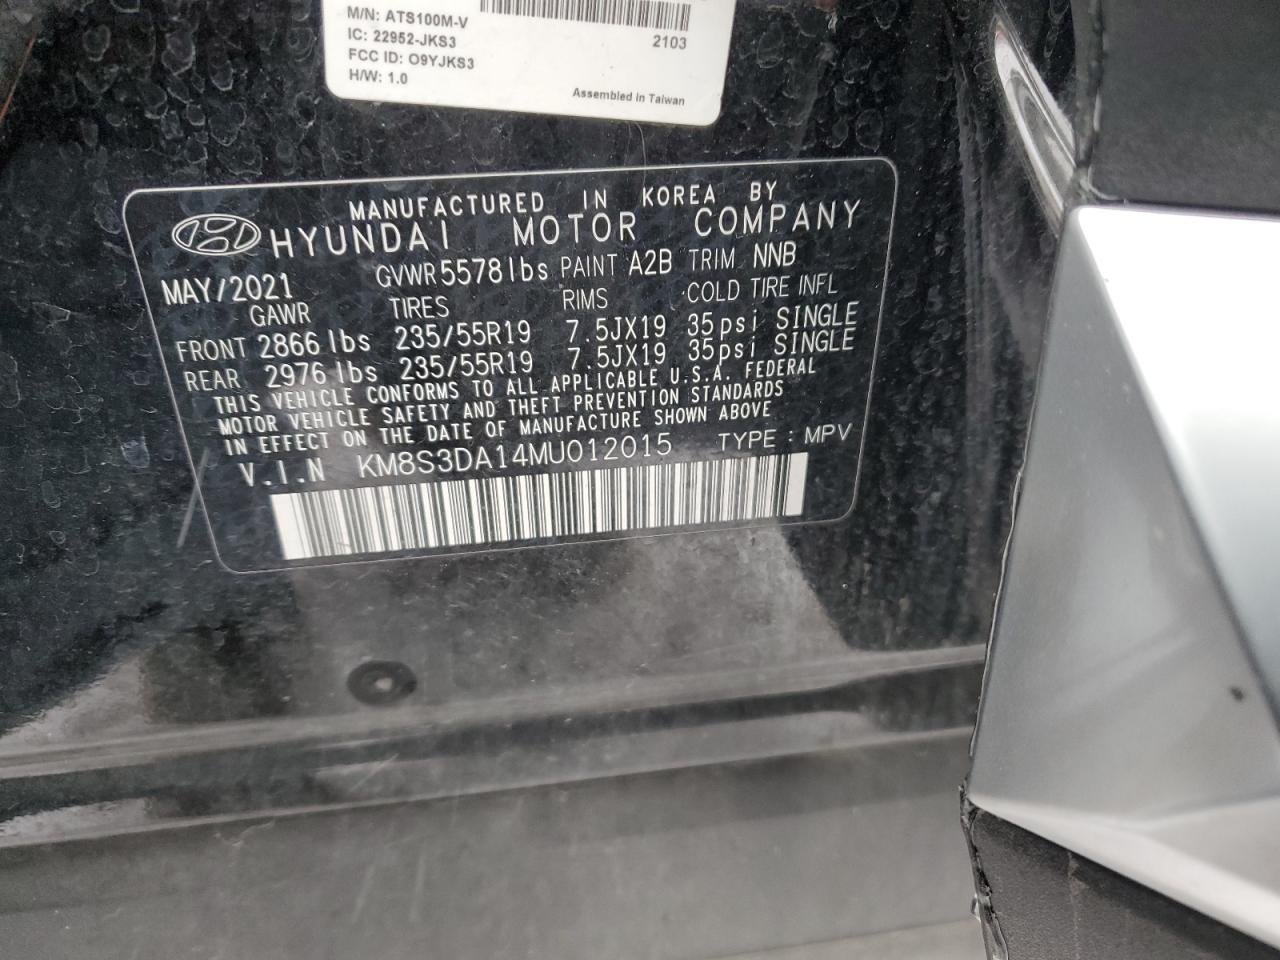 M/N: ATS100M-V
IC: 22952-JKS3 2103
FCC ID: O9YJKS3
H/W: 1.0
Assembled in Taiwan
MANUFACTURED IN KOREA BY
HYUNDAI MOTOR COMPANY
MAY/2021 GVWR 5578lbs PAINT A2B TRIM NNB
GAWR TIRES RIMS COLD TIRE INFL
FRONT 2866 lbs 235/55R19 7.5JX19 35psi SINGLE
REAR 2976 lbs 235/55R19 7.5JX19 35psi SINGLE
THIS VEHICLE CONFORMS TO ALL APPLICABLE U.S.A. FEDERAL
MOTOR VEHICLE SAFETY AND THEFT PREVENTION STANDARDS
IN EFFECT ON THE DATE OF MANUFACTURE SHOWN ABOVE
V.I.N KM8S3DA14MU012015 TYPE : MPV